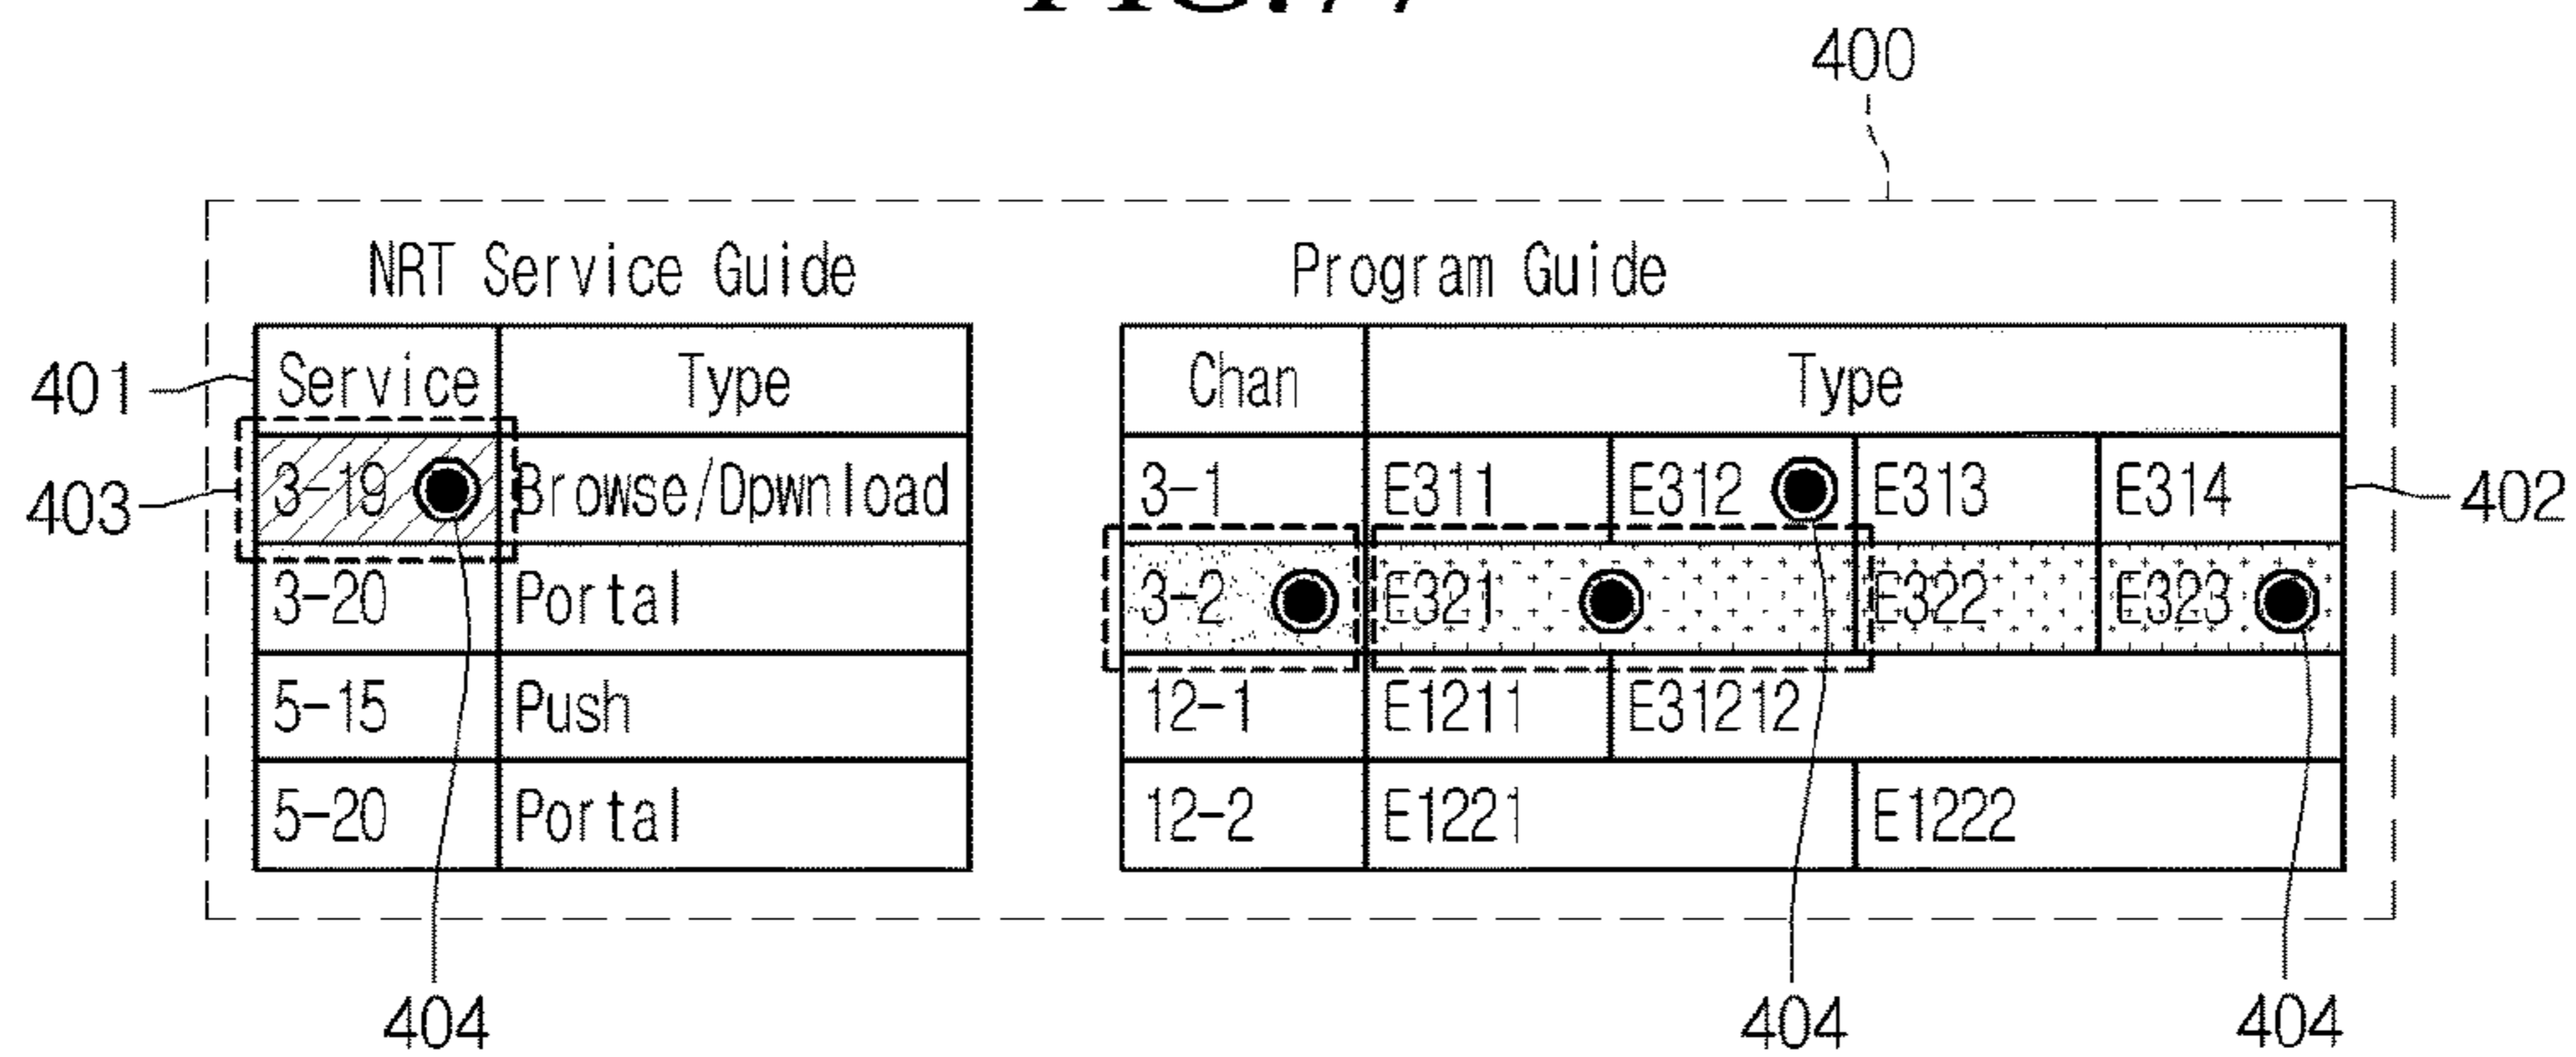 400
NRT Service Guide
Program Guide
401
Service Type
Chan Type
403
3-19 Browse/Dpwnload
3-1 E311 E312 E313 E314
402
3-20 Portal
3-2 E321 E322 E323
5-15 Push
12-1 E1211 E31212
5-20 Portal
12-2 E1221 E1222
404 404 404